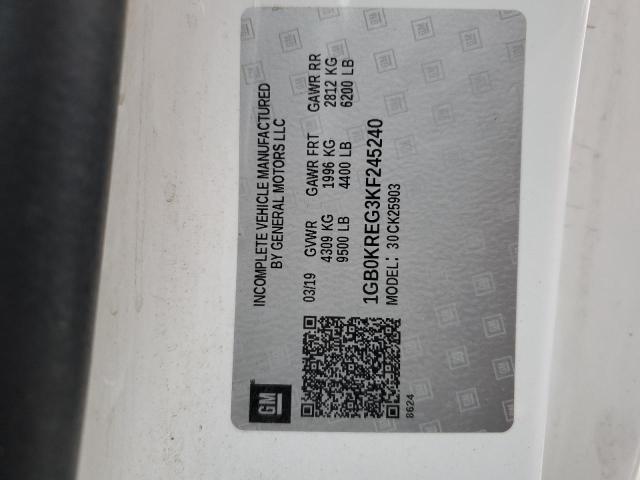 GM
INCOMPLETE VEHICLE MANUFACTURED
BY GENERAL MOTORS LLC
03/19 GVWR GAWR FRT GAWR RR
4309 KG 1996 KG 2812 KG
9500 LB 4400 LB 6200 LB
1GB0KREG3KF245240
MODEL: 30CK25903
8624